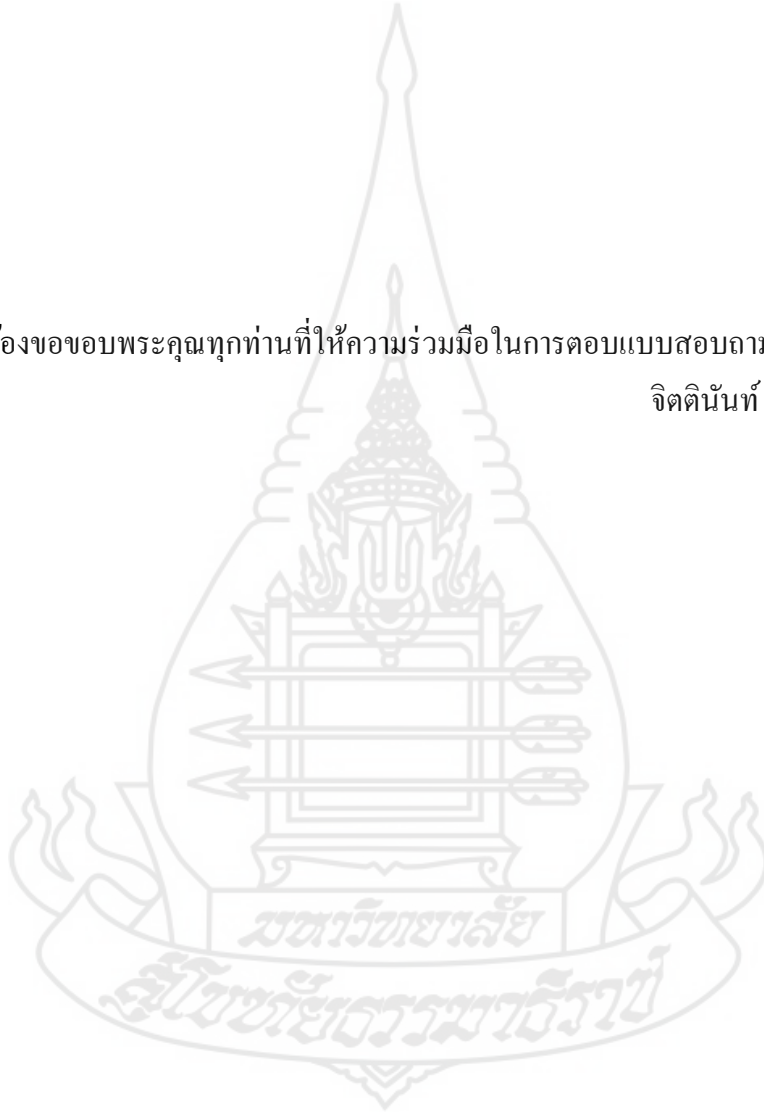 องขอขอบพระคุณทุกท่านที่ให้ความร่วมมือในการตอบแบบสอบถาม
จิตตินันท์
มหาวิทยาลัย
สุโขทัยธรรมาธิราช